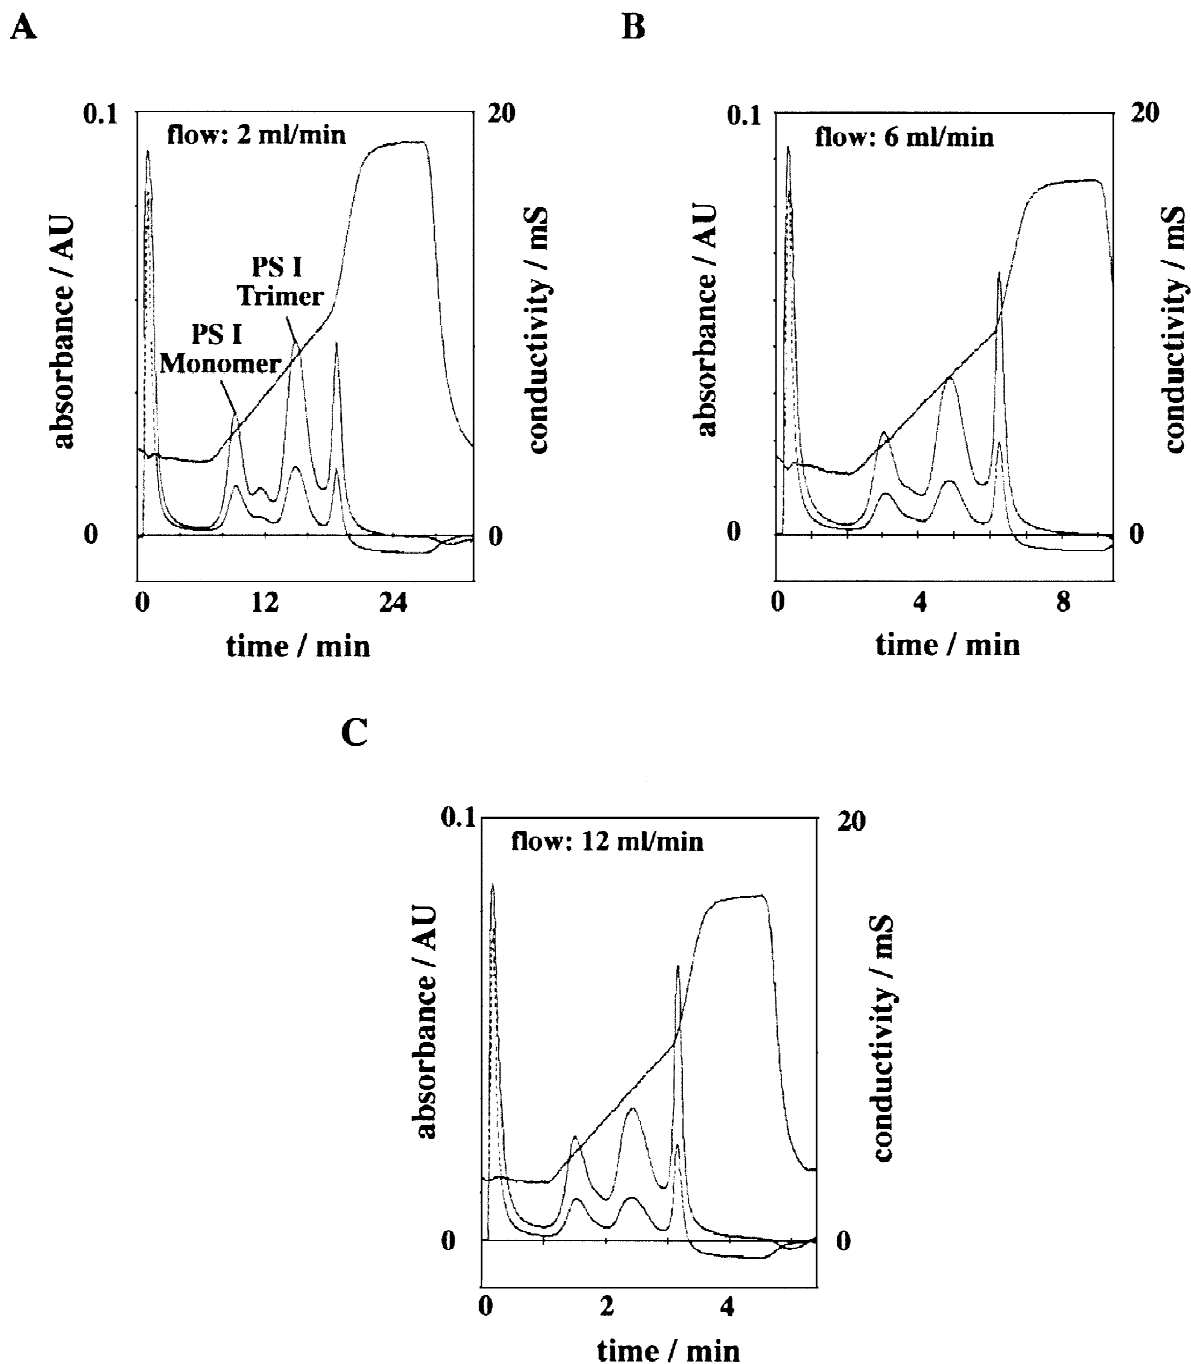 A
0.1
flow: 2 ml/min
20
absorbance / AU
PS I
Trimer
PS I
Monomer
conductivity / mS
0
0
0 12 24
time / min
B
0.1
flow: 6 ml/min
20
absorbance / AU
conductivity / mS
0
0
0 4 8
time / min
C
0.1
flow: 12 ml/min
20
absorbance / AU
conductivity / mS
0
0
0 2 4
time / min